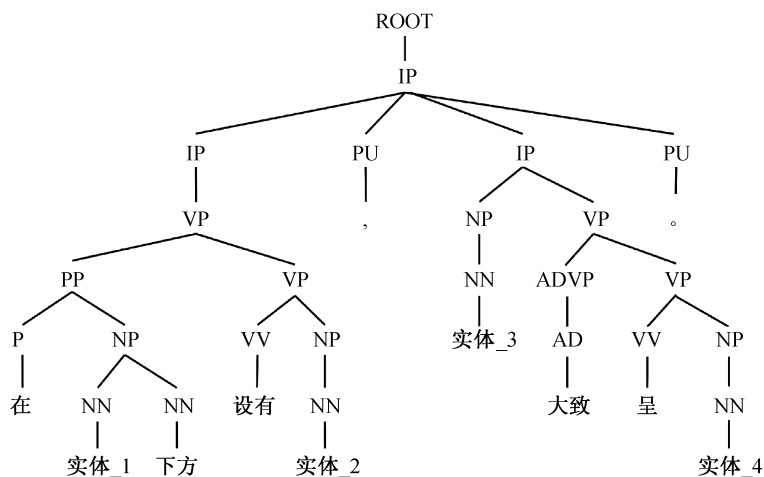 ROOT
IP
IP PU IP PU
VP , NP VP 。
PP VP NN ADVP VP
P NP VV NP 实体_3 AD VV NP
在 NN NN 设有 NN 大致 呈 NN
实体_1 下方 实体_2 实体_4